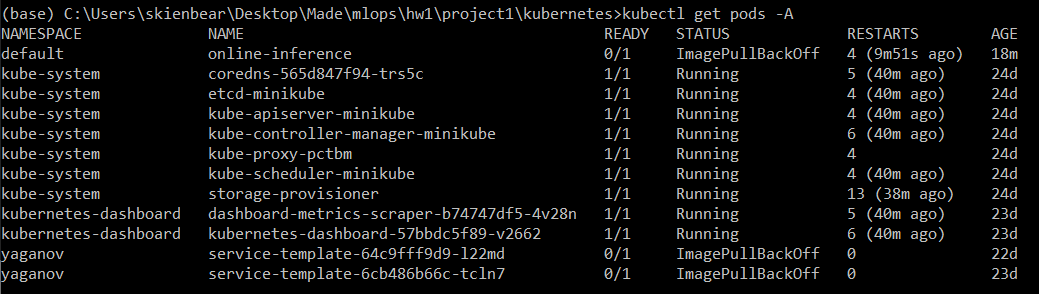 (base) C:\Users\skienbear\Desktop\Made\mlops\hw1\project1\kubernetes>kubectl get pods -A
NAMESPACE NAME READY STATUS RESTARTS AGE
default online-inference 0/1 ImagePullBackOff 4 (9m51s ago) 18m
kube-system coredns-565d847f94-trs5c 1/1 Running 5 (40m ago) 24d
kube-system etcd-minikube 1/1 Running 4 (40m ago) 24d
kube-system kube-apiserver-minikube 1/1 Running 4 (40m ago) 24d
kube-system kube-controller-manager-minikube 1/1 Running 6 (40m ago) 24d
kube-system kube-proxy-pctbm 1/1 Running 4 24d
kube-system kube-scheduler-minikube 1/1 Running 4 (40m ago) 24d
kube-system storage-provisioner 1/1 Running 13 (38m ago) 24d
kubernetes-dashboard dashboard-metrics-scraper-b74747df5-4v28n 1/1 Running 5 (40m ago) 23d
kubernetes-dashboard kubernetes-dashboard-57bbdc5f89-v2662 1/1 Running 6 (40m ago) 23d
yaganov service-template-64c9fff9d9-l22md 0/1 ImagePullBackOff 0 22d
yaganov service-template-6cb486b66c-tcln7 0/1 ImagePullBackOff 0 23d